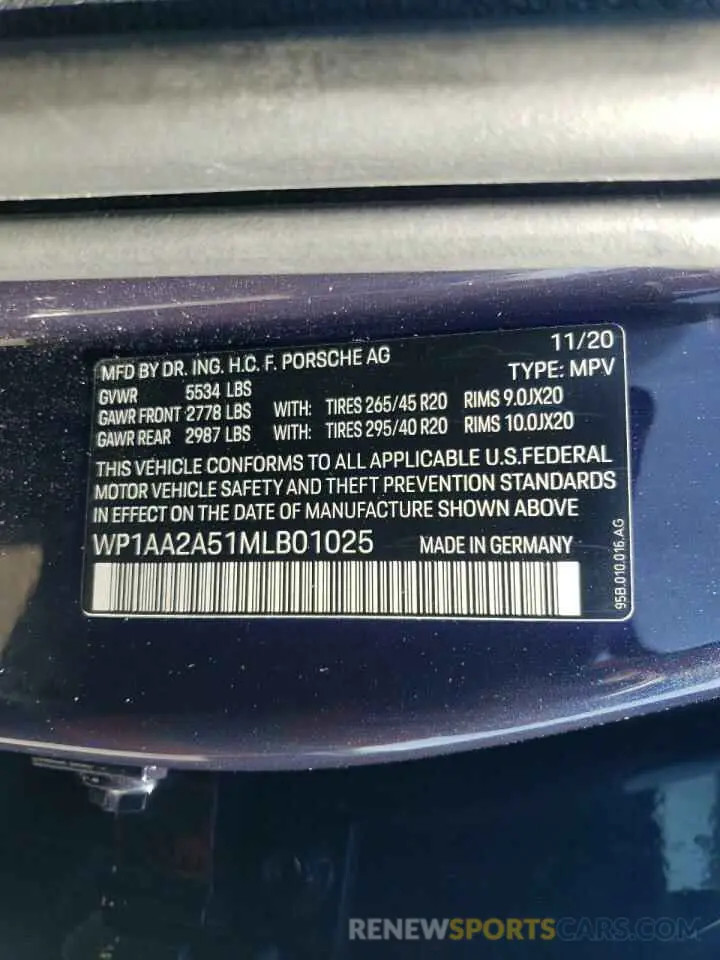 MFD BY DR. ING. H.C. F. PORSCHE AG 11/20
GVWR 5534 LBS TYPE: MPV
GAWR FRONT 2778 LBS WITH: TIRES 265/45 R20 RIMS 9.0JX20
GAWR REAR 2987 LBS WITH: TIRES 295/40 R20 RIMS 10.0JX20
THIS VEHICLE CONFORMS TO ALL APPLICABLE U.S.FEDERAL
MOTOR VEHICLE SAFETY AND THEFT PREVENTION STANDARDS
IN EFFECT ON THE DATE OF MANUFACTURE SHOWN ABOVE
WP1AA2A51MLB01025 MADE IN GERMANY
95B.010.016.AG
RENEWSPORTSCARS.COM